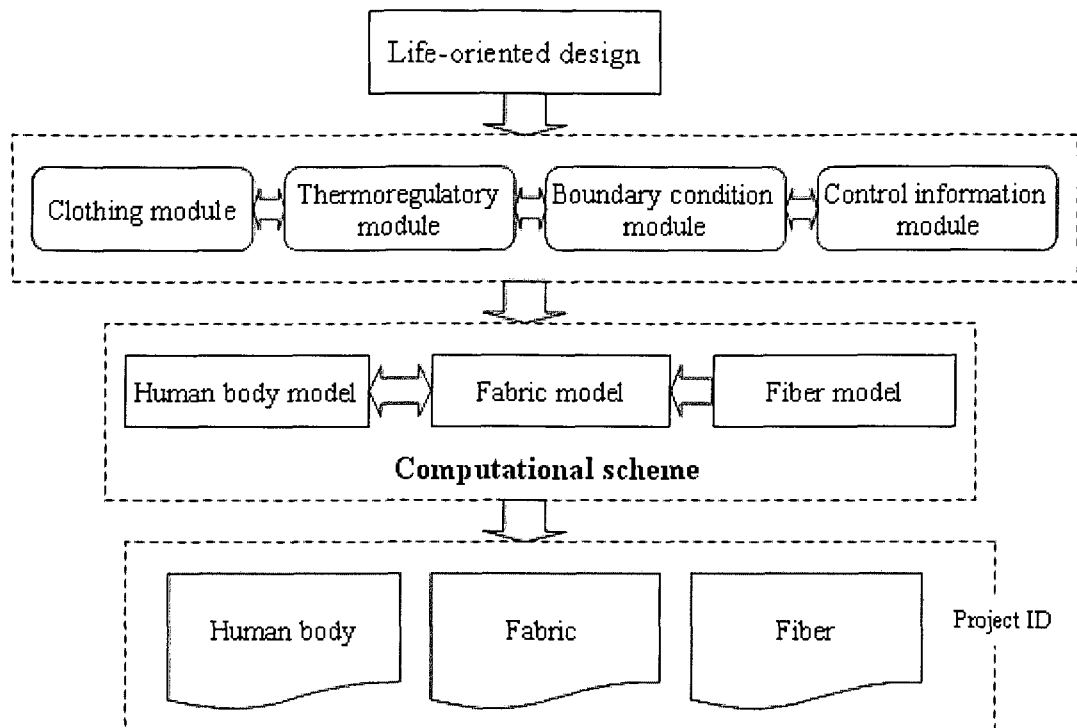 Life-oriented design
Clothing module
Thermoregulatory
module
Boundary condition
module
Control information
module
Human body model
Fabric model
Fiber model
Computational scheme
Human body
Fabric
Fiber
Project ID